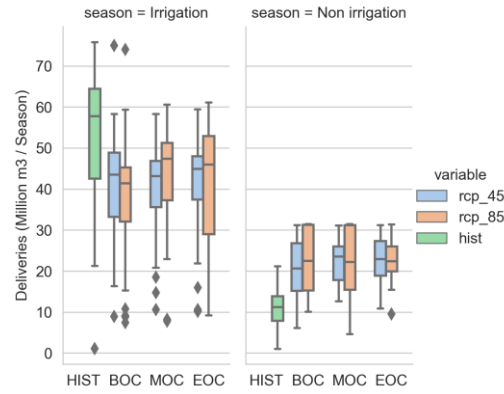 season = Irrigation
season = Non irrigation
Deliveries (Million m3 / Season)
70
60
50
40
30
20
10
0
HIST BOC MOC EOC
HIST BOC MOC EOC
variable
rcp_45
rcp_85
hist